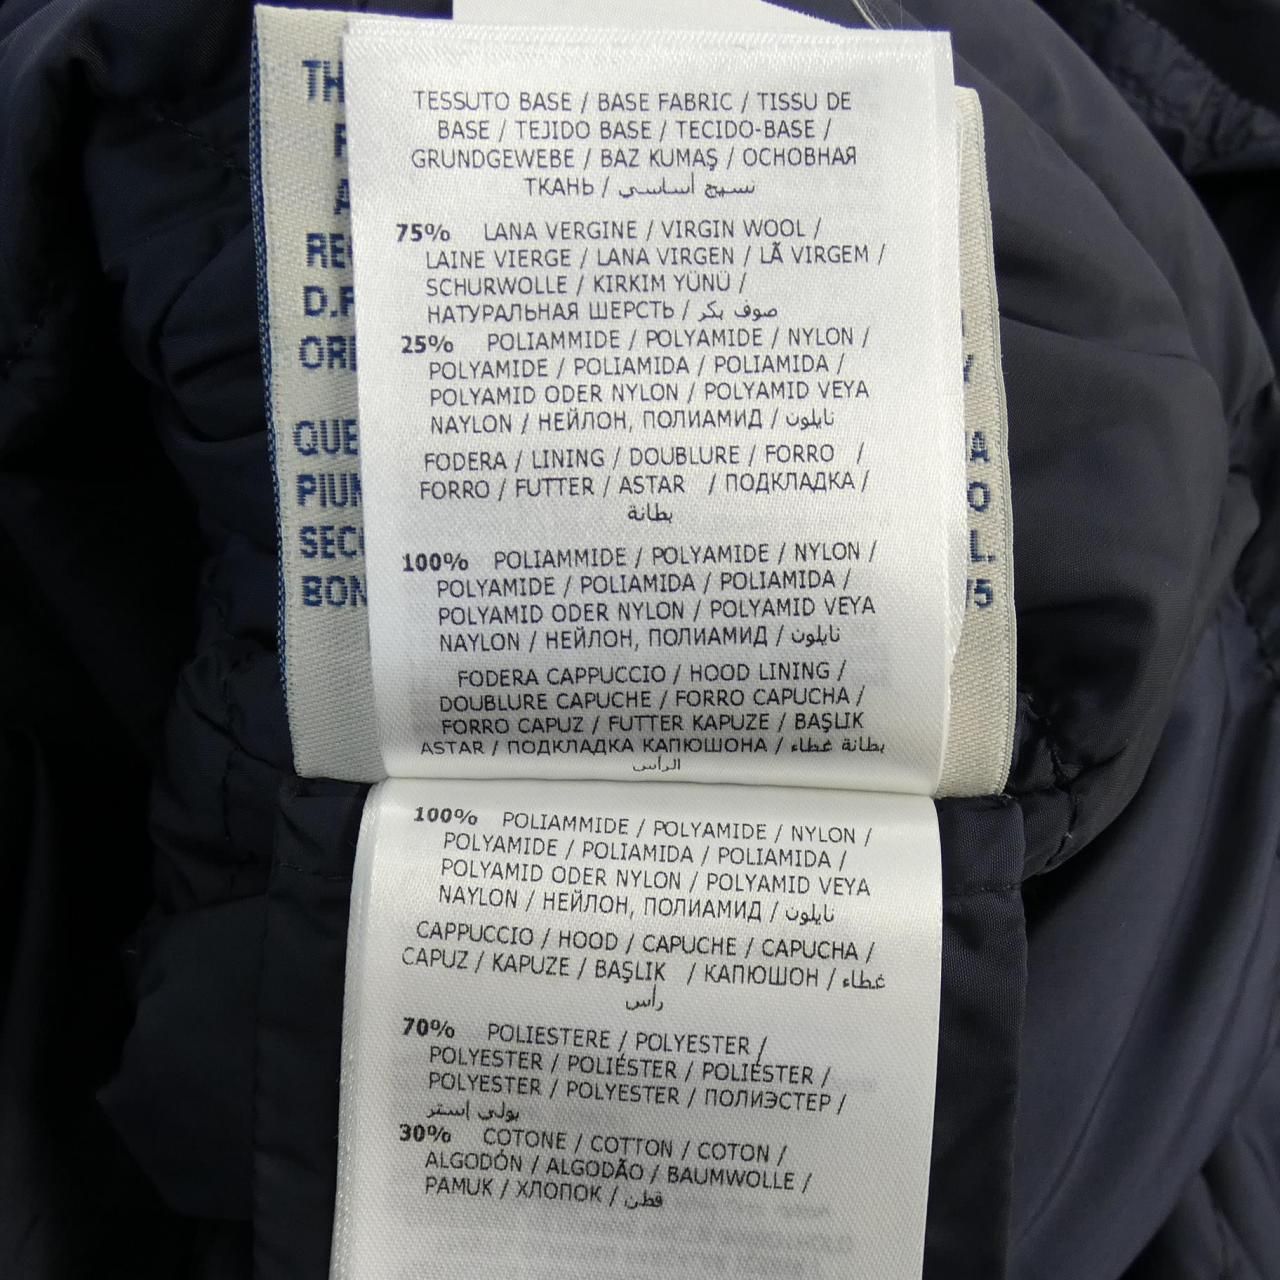 TESSUTO BASE / BASE FABRIC / TISSU DE
BASE / TEJIDO BASE / TECIDO-BASE /
GRUNDGEWEBE / BAZ KUMAŞ / ОСНОВНАЯ
ТКАНЬ / نسيج أساسي
75% LANA VERGINE / VIRGIN WOOL /
LAINE VIERGE / LANA VIRGEN / LÃ VIRGEM /
SCHURWOLLE / KIRKIM YÜNÜ /
НАТУРАЛЬНАЯ ШЕРСТЬ / صوف بكر
25% POLIAMMIDE / POLYAMIDE / NYLON /
POLYAMIDE / POLIAMIDA / POLIAMIDA /
POLYAMID ODER NYLON / POLYAMID VEYA
NAYLON / НЕЙЛОН, ПОЛИАМИД / نايلون
FODERA / LINING / DOUBLURE / FORRO /
FORRO / FUTTER / ASTAR / ПОДКЛАДКА /
بطانة
100% POLIAMMIDE / POLYAMIDE / NYLON /
POLYAMIDE / POLIAMIDA / POLIAMIDA /
POLYAMID ODER NYLON / POLYAMID VEYA
NAYLON / НЕЙЛОН, ПОЛИАМИД / نايلون
FODERA CAPPUCCIO / HOOD LINING /
DOUBLURE CAPUCHE / FORRO CAPUCHA /
FORRO CAPUZ / FUTTER KAPUZE / BAŞLIK
ASTAR / ПОДКЛАДКА КАПЮШОНА / بطانة غطاء
الرأس
100% POLIAMMIDE / POLYAMIDE / NYLON /
POLYAMIDE / POLIAMIDA / POLIAMIDA /
POLYAMID ODER NYLON / POLYAMID VEYA
NAYLON / НЕЙЛОН, ПОЛИАМИД / نايلون
CAPPUCCIO / HOOD / CAPUCHE / CAPUCHA /
CAPUZ / KAPUZE / BAŞLIK / КАПЮШОН / غطاء
رأس
70% POLIESTERE / POLYESTER /
POLYESTER / POLIÉSTER / POLIÉSTER /
POLYESTER / POLYESTER / ПОЛИЭСТЕР /
بولي إستر
30% COTONE / COTTON / COTON /
ALGODÓN / ALGODÃO / BAUMWOLLE /
PAMUK / ХЛОПОК / قطن